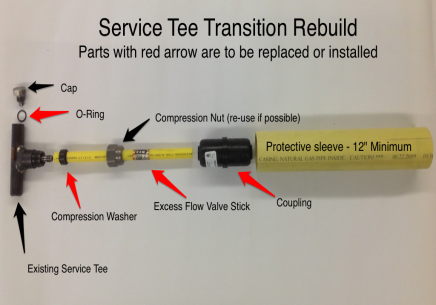 Service Tee Transition Rebuild
Parts with red arrow are to be replaced or installed
Cap
O-Ring
Compression Nut (re-use if possible)
Protective sleeve - 12" Minimum
Compression Washer
Excess Flow Valve Stick
Coupling
Existing Service Tee